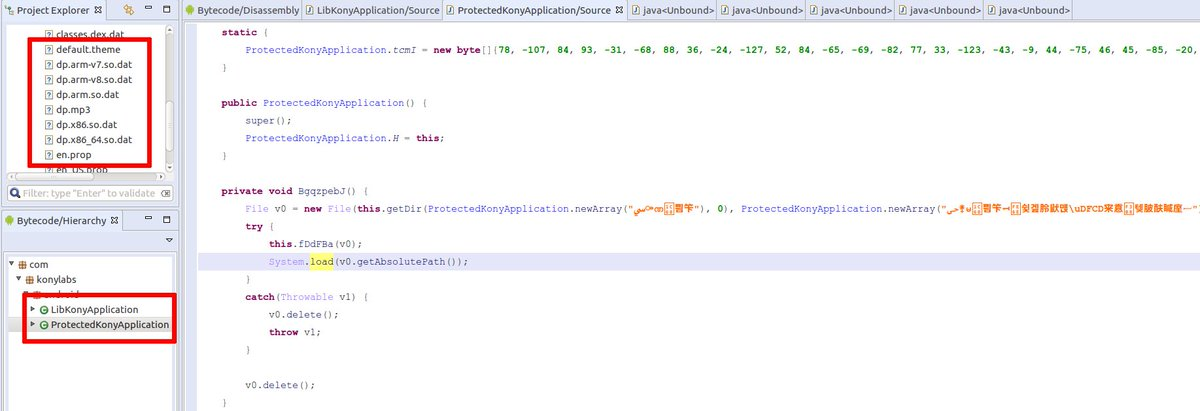 Project Explorer
classes.dex.dat
default.theme
dp.arm-v7.so.dat
dp.arm-v8.so.dat
dp.arm.so.dat
dp.mp3
dp.x86.so.dat
dp.x86_64.so.dat
en.prop
en_US.prop
Filter: type "Enter" to validate
Bytecode/Hierarchy
com
konylabs
LibKonyApplication
ProtectedKonyApplication
Bytecode/Disassembly LibKonyApplication/Source ProtectedKonyApplication/Source java<Unbound> java<Unbound> java<Unbound> java<Unbound> java<Unbound>
static {
ProtectedKonyApplication.tcmI = new byte[]{78, -107, 84, 93, -31, -68, 88, 36, -24, -127, 52, 84, -65, -69, -82, 77, 33, -123, -43, -9, 44, -75, 46, 45, -85, -20,
}
public ProtectedKonyApplication() {
super();
ProtectedKonyApplication.H = this;
}
private void BgqzpebJ() {
File v0 = new File(this.getDir(ProtectedKonyApplication.newArray(""), 0), ProtectedKonyApplication.newArray("\uDFCD")
try {
this.fDdFBa(v0);
System.load(v0.getAbsolutePath());
}
catch(Throwable v1) {
v0.delete();
throw v1;
}
v0.delete();
}